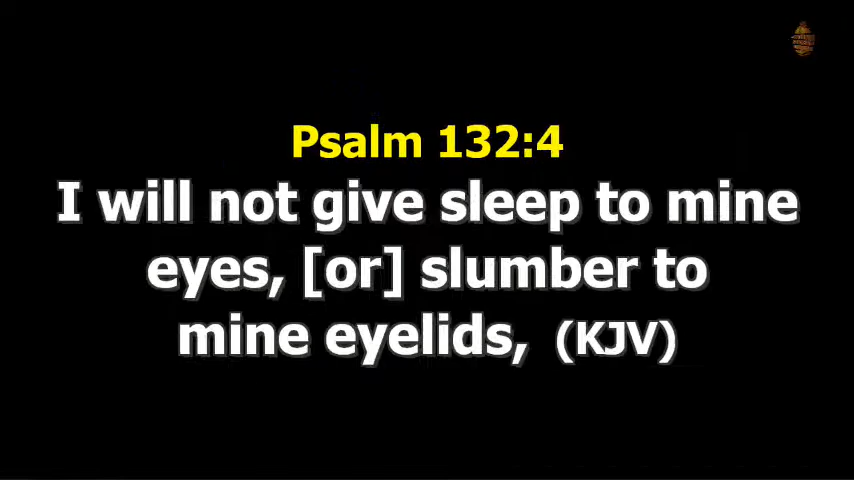 Psalm 132:4
I will not give sleep to mine
eyes, [or] slumber to
mine eyelids, (KJV)